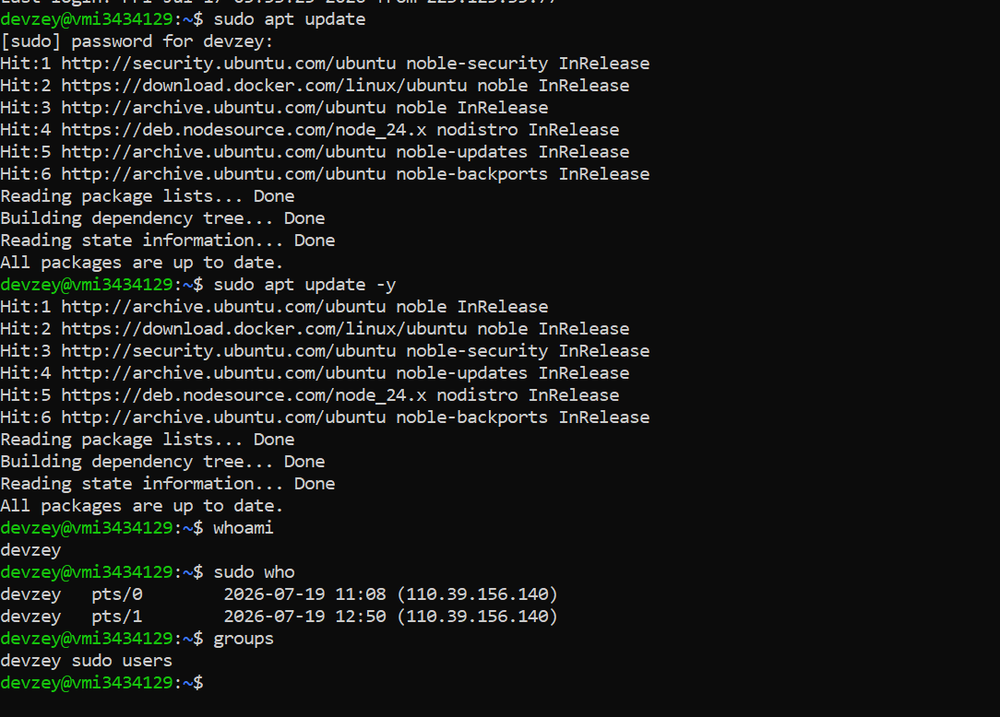 devzey@vmi3434129:~$ sudo apt update
[sudo] password for devzey:
Hit:1 http://security.ubuntu.com/ubuntu noble-security InRelease
Hit:2 https://download.docker.com/linux/ubuntu noble InRelease
Hit:3 http://archive.ubuntu.com/ubuntu noble InRelease
Hit:4 https://deb.nodesource.com/node_24.x nodistro InRelease
Hit:5 http://archive.ubuntu.com/ubuntu noble-updates InRelease
Hit:6 http://archive.ubuntu.com/ubuntu noble-backports InRelease
Reading package lists... Done
Building dependency tree... Done
Reading state information... Done
All packages are up to date.
devzey@vmi3434129:~$ sudo apt update -y
Hit:1 http://archive.ubuntu.com/ubuntu noble InRelease
Hit:2 https://download.docker.com/linux/ubuntu noble InRelease
Hit:3 http://security.ubuntu.com/ubuntu noble-security InRelease
Hit:4 http://archive.ubuntu.com/ubuntu noble-updates InRelease
Hit:5 https://deb.nodesource.com/node_24.x nodistro InRelease
Hit:6 http://archive.ubuntu.com/ubuntu noble-backports InRelease
Reading package lists... Done
Building dependency tree... Done
Reading state information... Done
All packages are up to date.
devzey@vmi3434129:~$ whoami
devzey
devzey@vmi3434129:~$ sudo who
devzey   pts/0        2026-07-19 11:08 (110.39.156.140)
devzey   pts/1        2026-07-19 12:50 (110.39.156.140)
devzey@vmi3434129:~$ groups
devzey sudo users
devzey@vmi3434129:~$